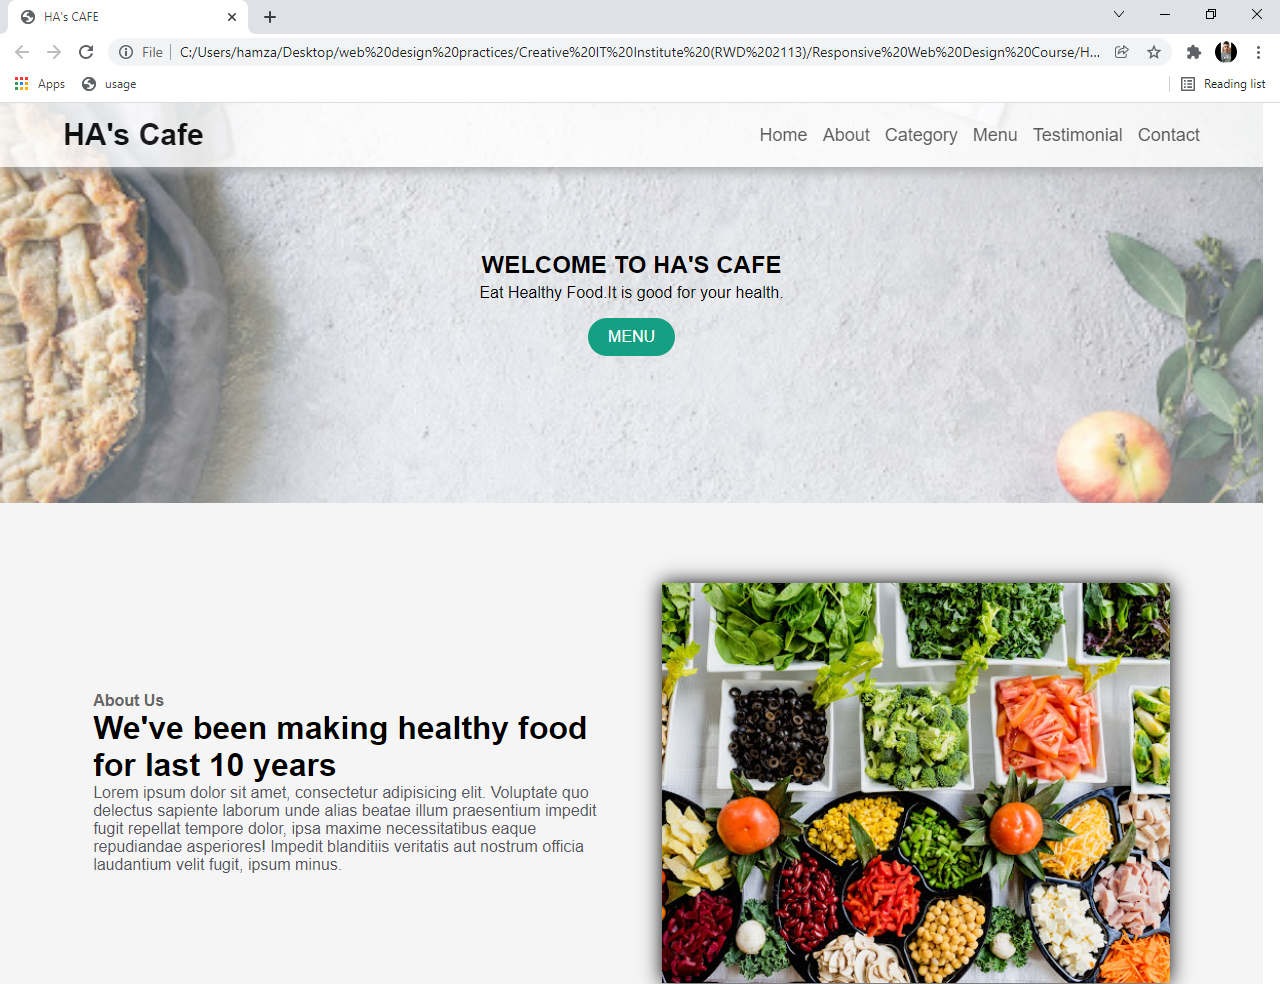 HA's CAFE
File
C:/Users/hamza/Desktop/web%20design%20practices/Creative%20IT%20Institute%20(RWD%202113)/Responsive%20Web%20Design%20Course/H...
Apps usage Reading list
HA's Cafe
Home About Category Menu Testimonial Contact
WELCOME TO HA'S CAFE
Eat Healthy Food.It is good for your health.
MENU
About Us
We've been making healthy food
for last 10 years
Lorem ipsum dolor sit amet, consectetur adipisicing elit. Voluptate quo
delectus sapiente laborum unde alias beatae illum praesentium impedit
fugit repellat tempore dolor, ipsa maxime necessitatibus eaque
repudiandae asperiores! Impedit blanditiis veritatis aut nostrum officia
laudantium velit fugit, ipsum minus.